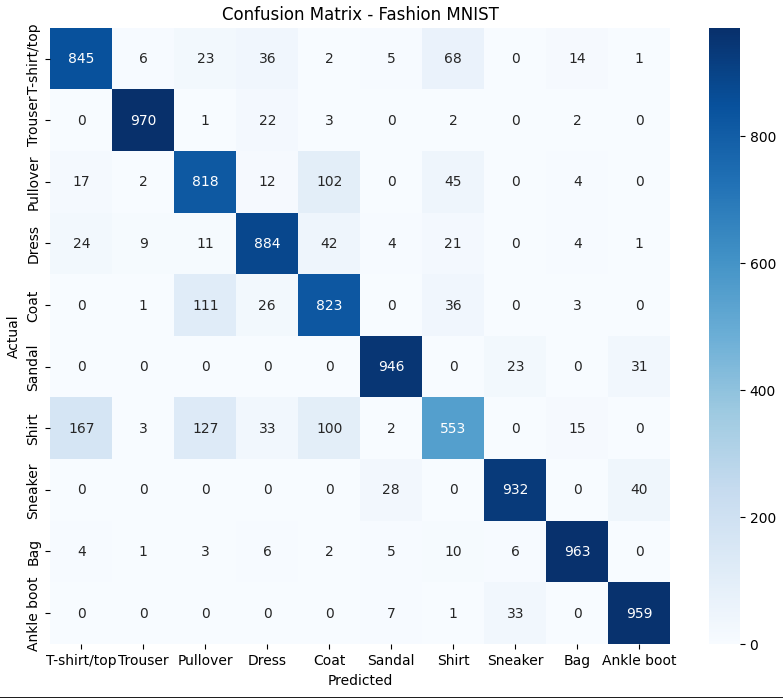 Confusion Matrix - Fashion MNIST
T-shirt/top 845 6 23 36 2 5 68 0 14 1
Trouser 0 970 1 22 3 0 2 0 2 0
Pullover 17 2 818 12 102 0 45 0 4 0
Dress 24 9 11 884 42 4 21 0 4 1
Coat 0 1 111 26 823 0 36 0 3 0
Sandal 0 0 0 0 0 946 0 23 0 31
Shirt 167 3 127 33 100 2 553 0 15 0
Sneaker 0 0 0 0 0 28 0 932 0 40
Bag 4 1 3 6 2 5 10 6 963 0
Ankle boot 0 0 0 0 0 7 1 33 0 959
T-shirt/top Trouser Pullover Dress Coat Sandal Shirt Sneaker Bag Ankle boot
Predicted
Actual
800
600
400
200
0